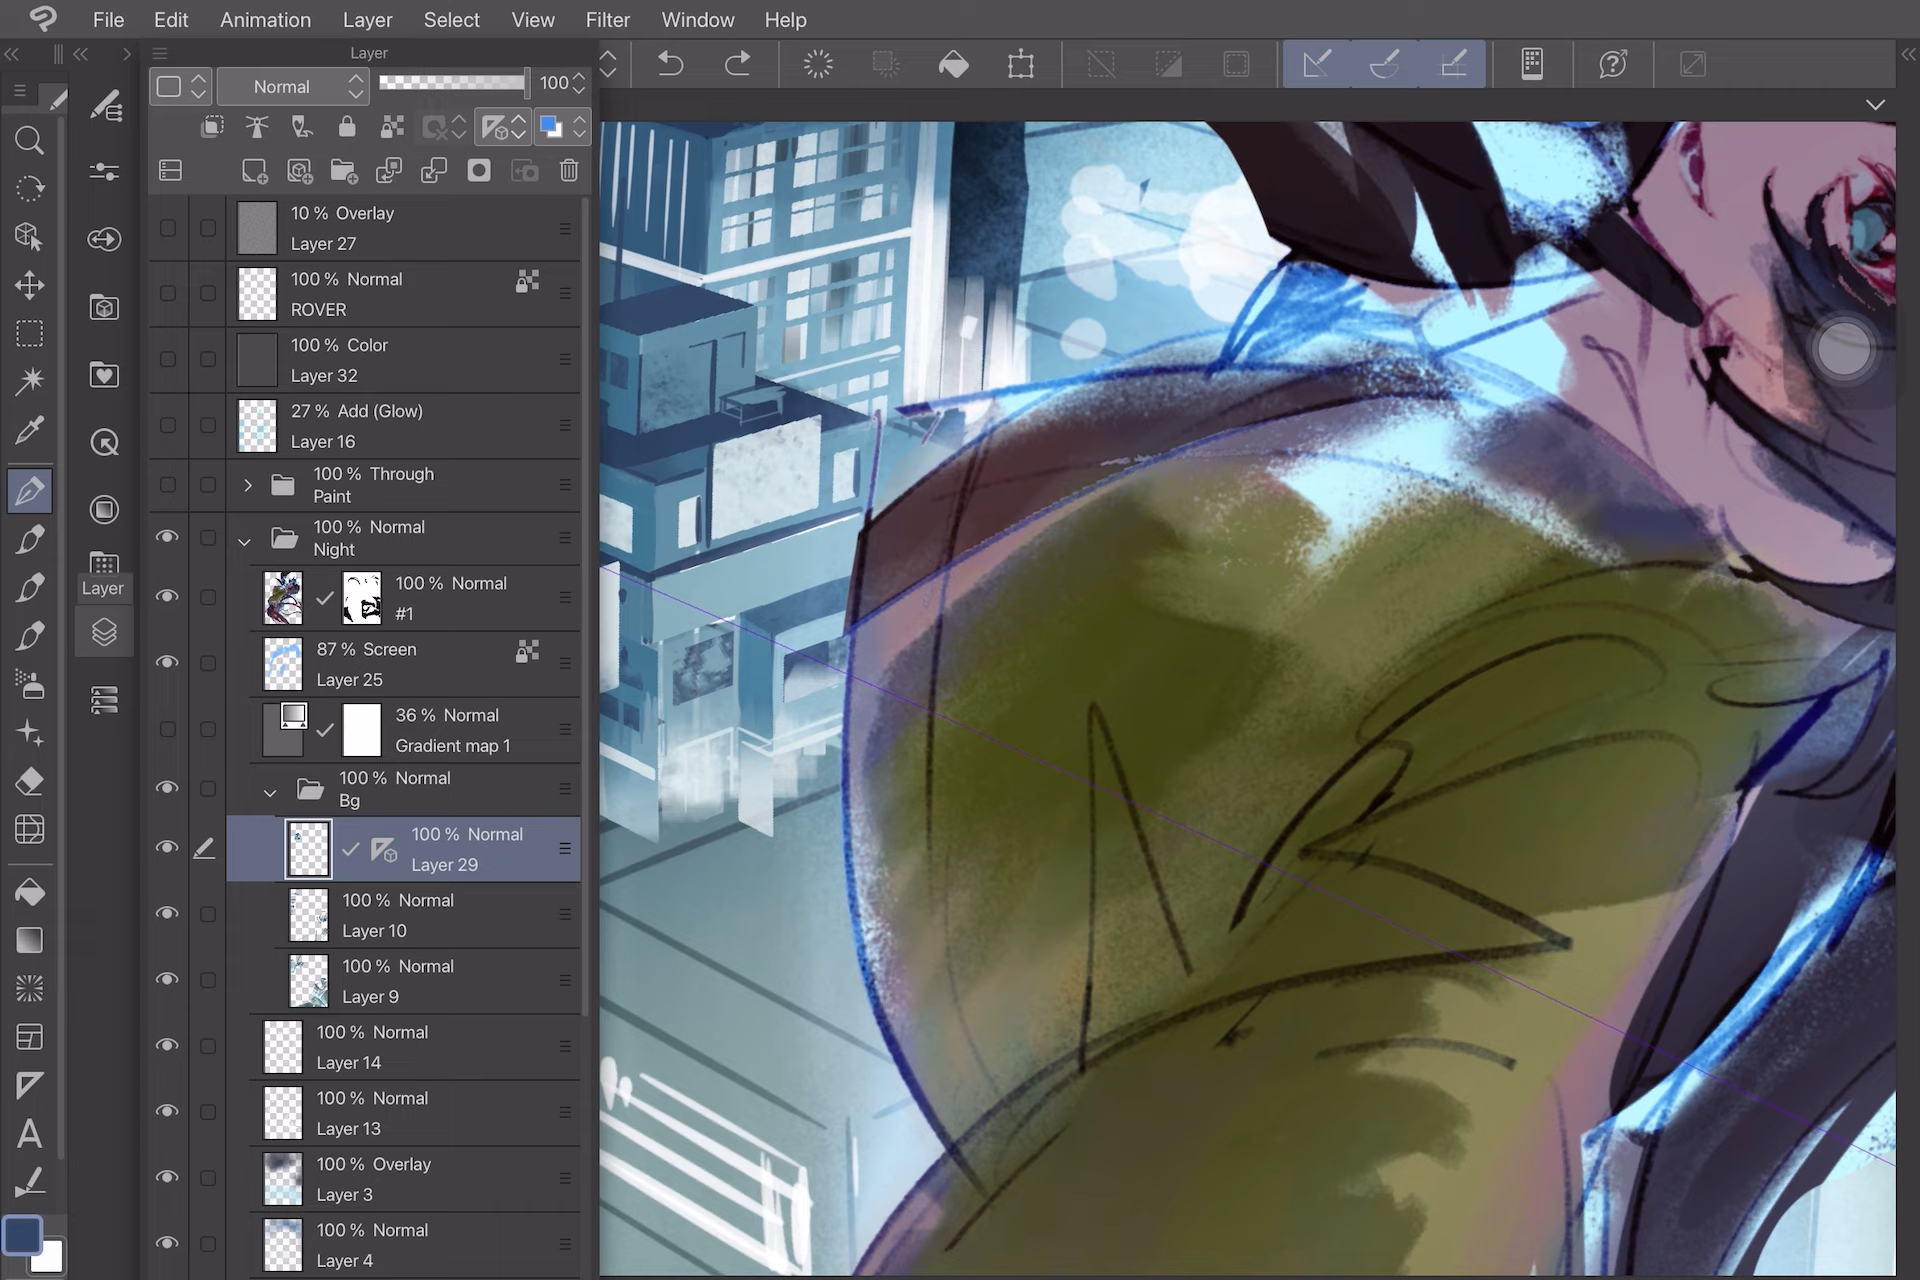 File Edit Animation Layer Select View Filter Window Help
Layer
Normal 100
10 % Overlay
Layer 27
100 % Normal
ROVER
100 % Color
Layer 32
27 % Add (Glow)
Layer 16
100 % Through
Paint
100 % Normal
Night
100 % Normal
#1
87 % Screen
Layer 25
36 % Normal
Gradient map 1
100 % Normal
Bg
100 % Normal
Layer 29
100 % Normal
Layer 10
100 % Normal
Layer 9
100 % Normal
Layer 14
100 % Normal
Layer 13
100 % Overlay
Layer 3
100 % Normal
Layer 4
Layer